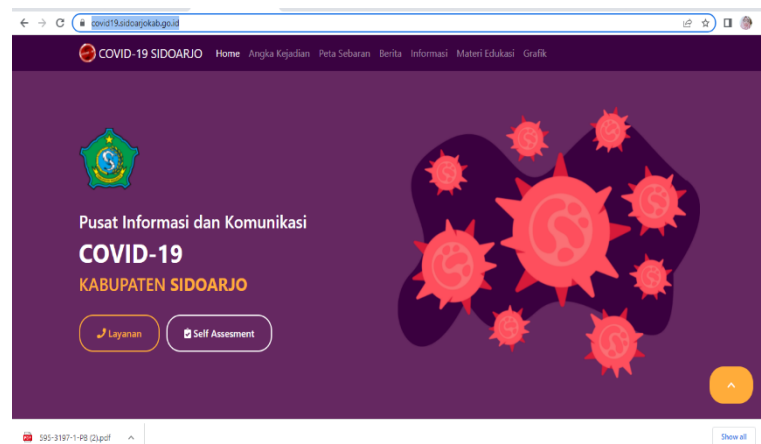 covid19.sidoarjokab.go.id
COVID-19 SIDOARJO Home Angka Kejadian Peta Sebaran Berita Informasi Materi Edukasi Grafik
Pusat Informasi dan Komunikasi
COVID-19
KABUPATEN SIDOARJO
Layanan Self Assesment
595-3197-1-PB (2).pdf Show all